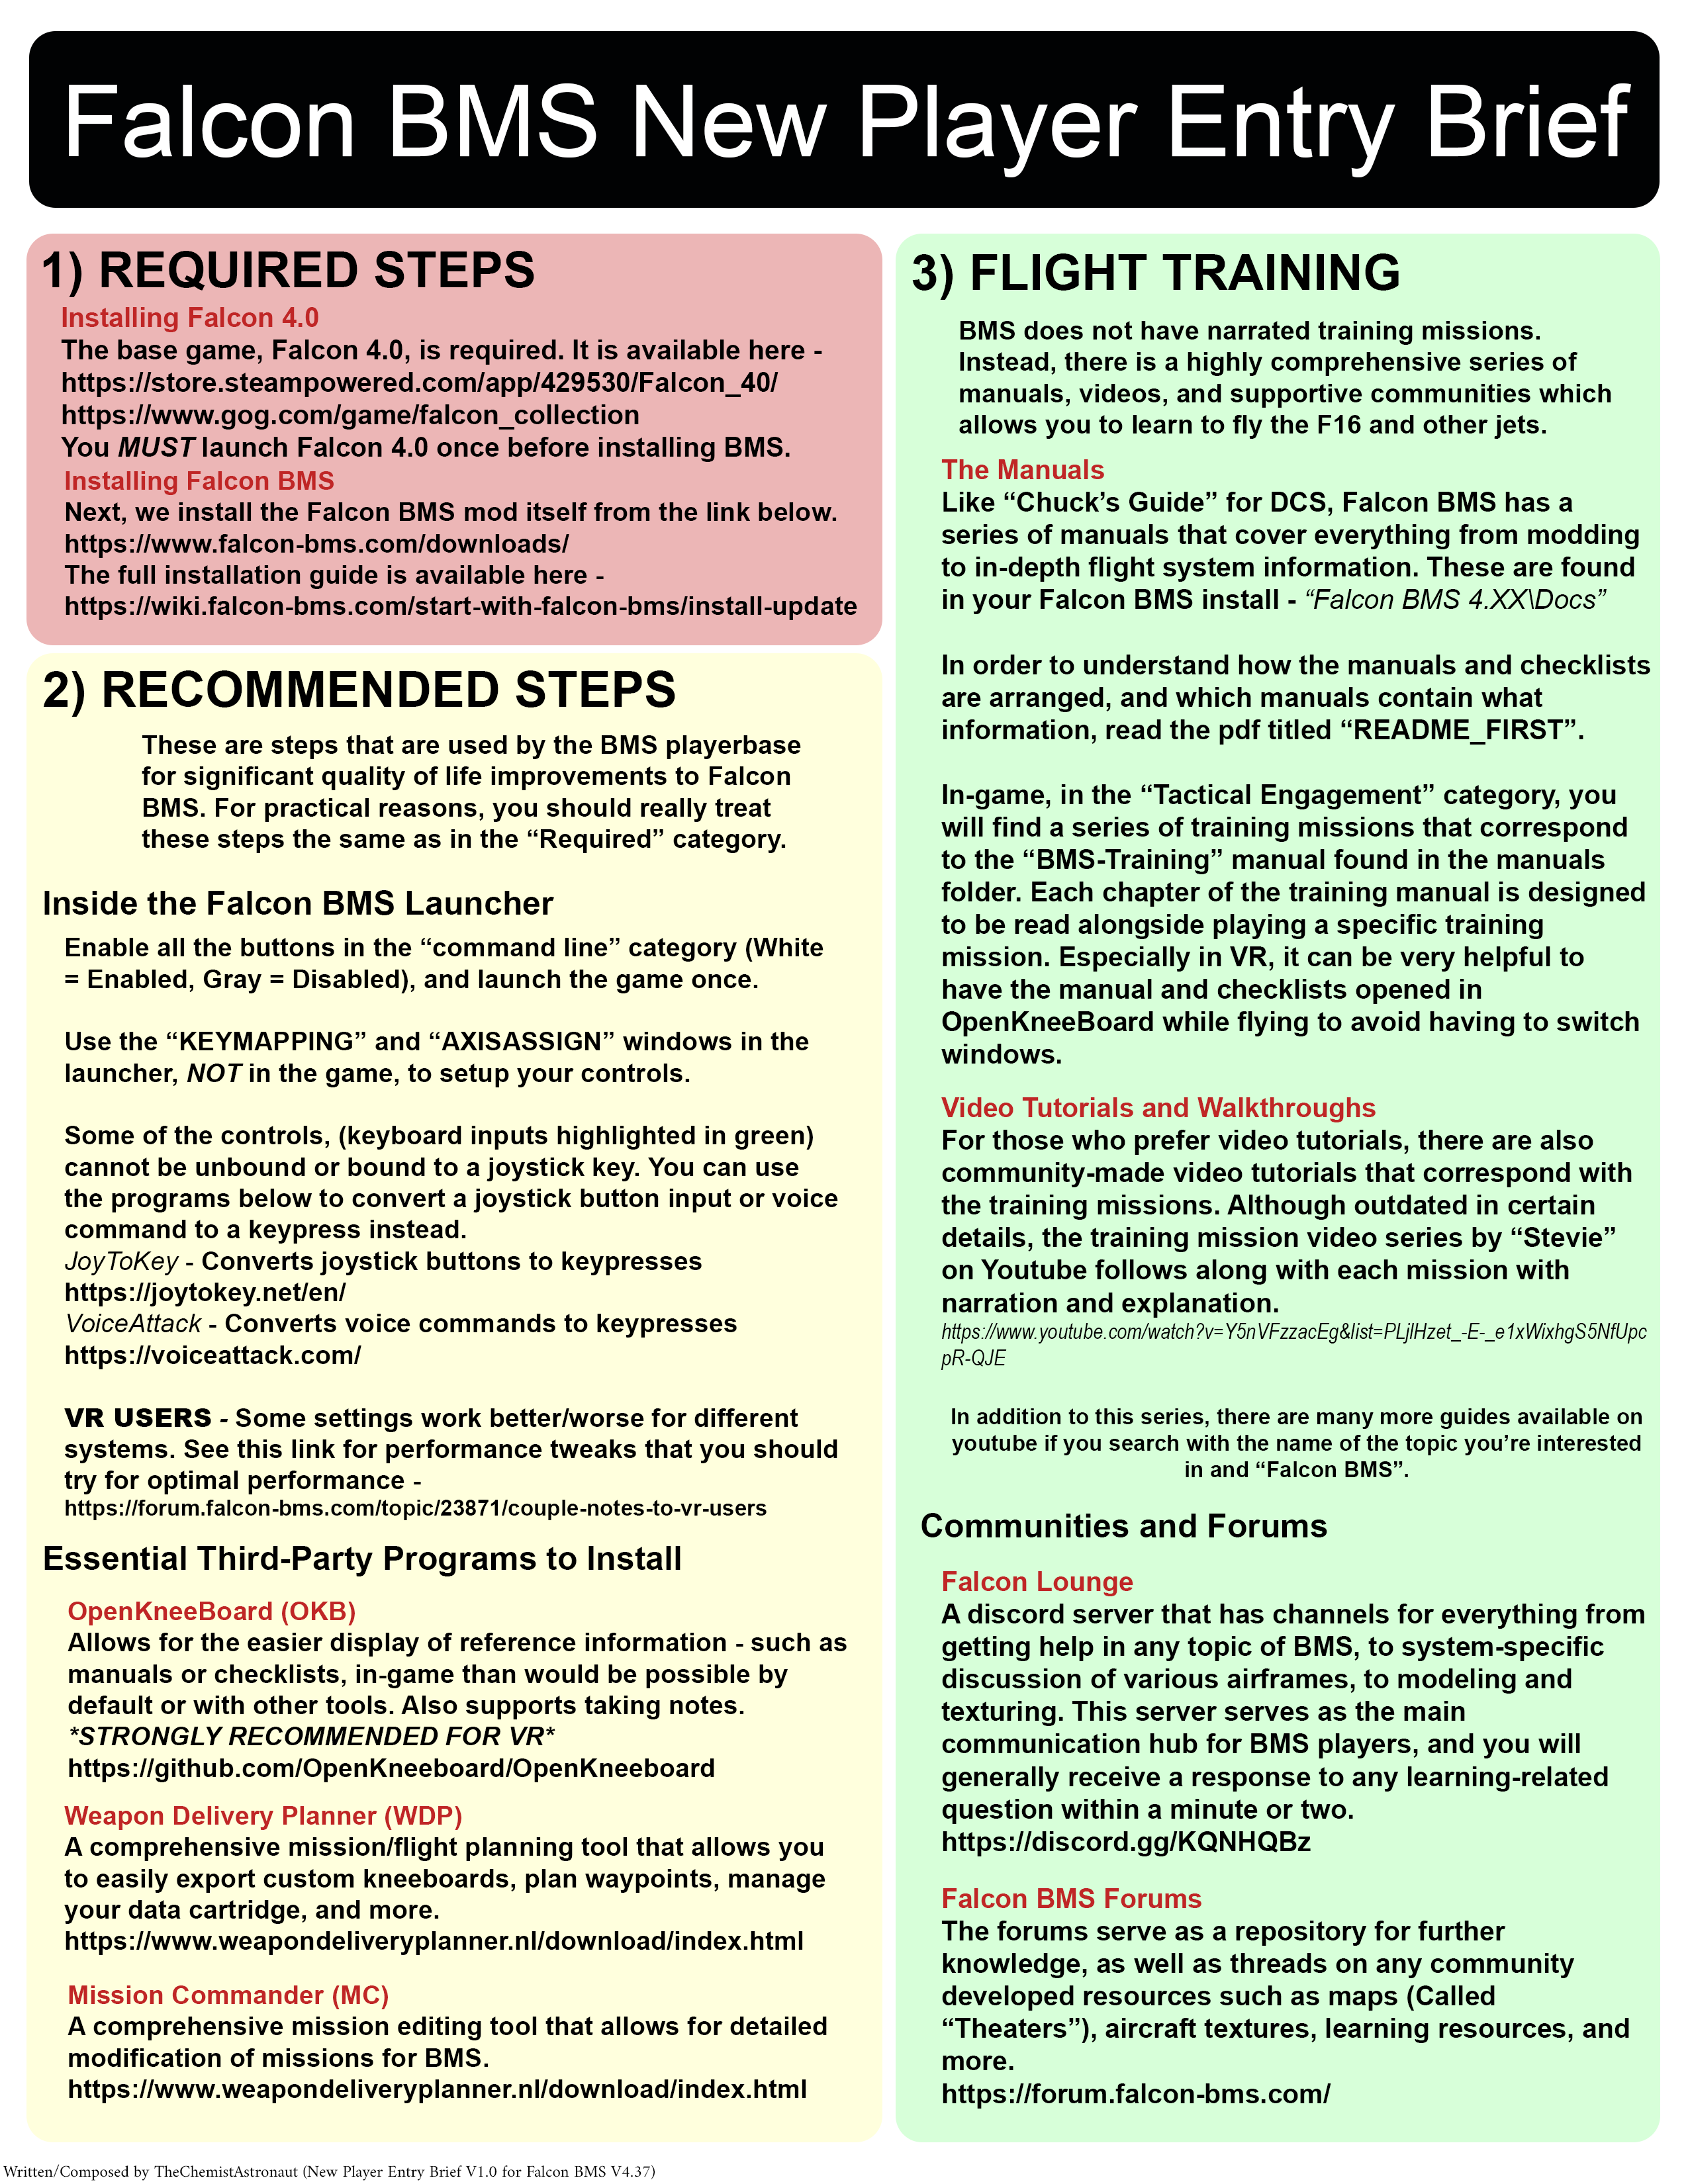 Falcon BMS New Player Entry Brief
1) REQUIRED STEPS
Installing Falcon 4.0
The base game, Falcon 4.0, is required. It is available here -
https://store.steampowered.com/app/429530/Falcon_40/
https://www.gog.com/game/falcon_collection
You MUST launch Falcon 4.0 once before installing BMS.
Installing Falcon BMS
Next, we install the Falcon BMS mod itself from the link below.
https://www.falcon-bms.com/downloads/
The full installation guide is available here -
https://wiki.falcon-bms.com/start-with-falcon-bms/install-update
2) RECOMMENDED STEPS
These are steps that are used by the BMS playerbase
for significant quality of life improvements to Falcon
BMS. For practical reasons, you should really treat
these steps the same as in the “Required” category.
Inside the Falcon BMS Launcher
Enable all the buttons in the “command line” category (White
= Enabled, Gray = Disabled), and launch the game once.
Use the “KEYMAPPING” and “AXISASSIGN” windows in the
launcher, NOT in the game, to setup your controls.
Some of the controls, (keyboard inputs highlighted in green)
cannot be unbound or bound to a joystick key. You can use
the programs below to convert a joystick button input or voice
command to a keypress instead.
JoyToKey - Converts joystick buttons to keypresses
https://joytokey.net/en/
VoiceAttack - Converts voice commands to keypresses
https://voiceattack.com/
VR USERS - Some settings work better/worse for different
systems. See this link for performance tweaks that you should
try for optimal performance -
https://forum.falcon-bms.com/topic/23871/couple-notes-to-vr-users
Essential Third-Party Programs to Install
OpenKneeBoard (OKB)
Allows for the easier display of reference information - such as
manuals or checklists, in-game than would be possible by
default or with other tools. Also supports taking notes.
*STRONGLY RECOMMENDED FOR VR*
https://github.com/OpenKneeboard/OpenKneeboard
Weapon Delivery Planner (WDP)
A comprehensive mission/flight planning tool that allows you
to easily export custom kneeboards, plan waypoints, manage
your data cartridge, and more.
https://www.weapondeliveryplanner.nl/download/index.html
Mission Commander (MC)
A comprehensive mission editing tool that allows for detailed
modification of missions for BMS.
https://www.weapondeliveryplanner.nl/download/index.html
3) FLIGHT TRAINING
BMS does not have narrated training missions.
Instead, there is a highly comprehensive series of
manuals, videos, and supportive communities which
allows you to learn to fly the F16 and other jets.
The Manuals
Like “Chuck’s Guide” for DCS, Falcon BMS has a
series of manuals that cover everything from modding
to in-depth flight system information. These are found
in your Falcon BMS install - “Falcon BMS 4.XX\Docs”
In order to understand how the manuals and checklists
are arranged, and which manuals contain what
information, read the pdf titled “README_FIRST”.
In-game, in the “Tactical Engagement” category, you
will find a series of training missions that correspond
to the “BMS-Training” manual found in the manuals
folder. Each chapter of the training manual is designed
to be read alongside playing a specific training
mission. Especially in VR, it can be very helpful to
have the manual and checklists opened in
OpenKneeBoard while flying to avoid having to switch
windows.
Video Tutorials and Walkthroughs
For those who prefer video tutorials, there are also
community-made video tutorials that correspond with
the training missions. Although outdated in certain
details, the training mission video series by “Stevie”
on Youtube follows along with each mission with
narration and explanation.
https://www.youtube.com/watch?v=Y5nVFzzacEg&list=PLjlHzet_-E-_e1xWixhgS5NfUpc
pR-QJE
In addition to this series, there are many more guides available on
youtube if you search with the name of the topic you’re interested
in and “Falcon BMS”.
Communities and Forums
Falcon Lounge
A discord server that has channels for everything from
getting help in any topic of BMS, to system-specific
discussion of various airframes, to modeling and
texturing. This server serves as the main
communication hub for BMS players, and you will
generally receive a response to any learning-related
question within a minute or two.
https://discord.gg/KQNHQBz
Falcon BMS Forums
The forums serve as a repository for further
knowledge, as well as threads on any community
developed resources such as maps (Called
“Theaters”), aircraft textures, learning resources, and
more.
https://forum.falcon-bms.com/
Written/Composed by TheChemistAstronaut (New Player Entry Brief V1.0 for Falcon BMS V4.37)